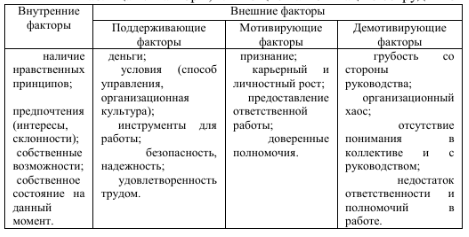 Внутренние факторы
Внешние факторы
Поддерживающие факторы
Мотивирующие факторы
Демотивирующие факторы
наличие
нравственных
принципов;
предпочтения
(интересы,
склонности);
собственные
возможности;
собственное
состояние на
данный
момент.
деньги;
условия (способ
управления,
организационная
культура);
инструменты для
работы;
безопасность,
надежность;
удовлетворенность
трудом.
признание;
карьерный и
личностный рост;
предоставление
ответственной
работы;
доверенные
полномочия.
грубость со
стороны
руководства;
организационный
хаос;
отсутствие
понимания в
коллективе и с
руководством;
недостаток
ответственности и
полномочий в
работе.